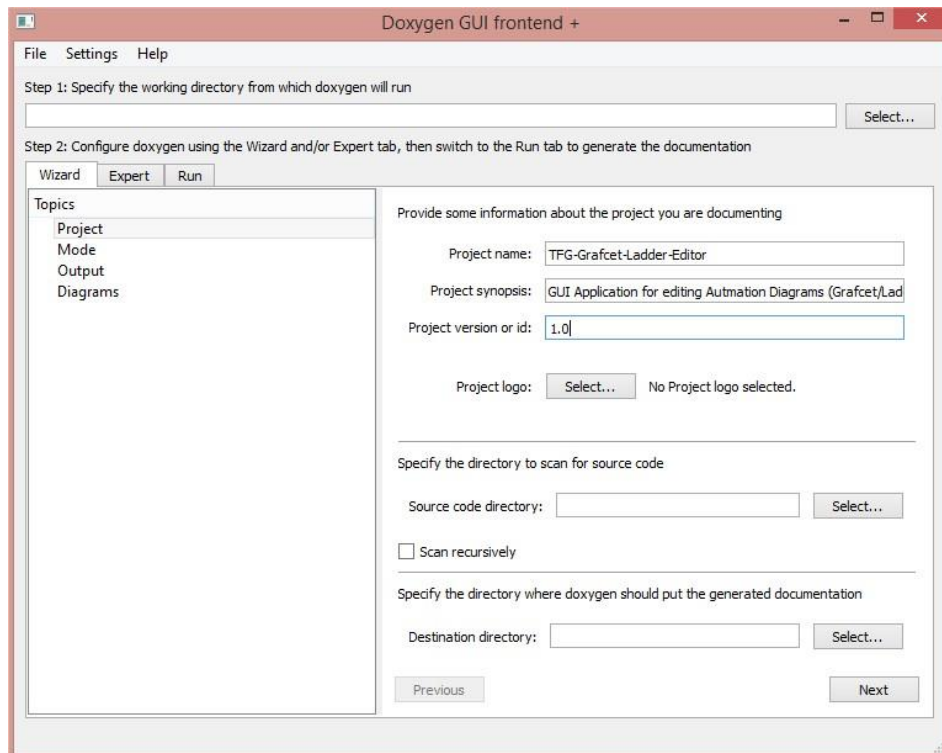 Doxygen GUI frontend +
File Settings Help
Step 1: Specify the working directory from which doxygen will run
Select...
Step 2: Configure doxygen using the Wizard and/or Expert tab, then switch to the Run tab to generate the documentation
Wizard Expert Run
Topics
Project
Mode
Output
Diagrams
Provide some information about the project you are documenting
Project name: TFG-Grafcet-Ladder-Editor
Project synopsis: GUI Application for editing Autmation Diagrams (Grafcet/Lad
Project version or id: 1.0
Project logo: Select... No Project logo selected.
Specify the directory to scan for source code
Source code directory: Select...
Scan recursively
Specify the directory where doxygen should put the generated documentation
Destination directory: Select...
Previous Next